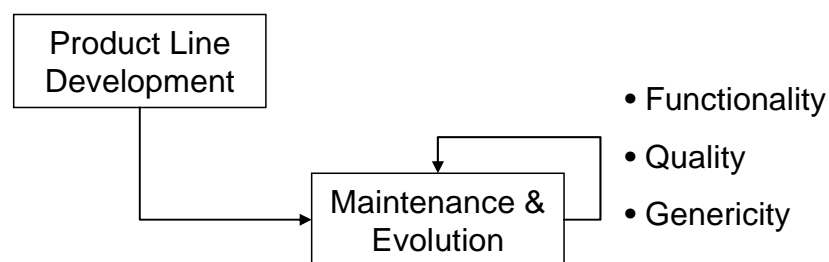 Product Line
Development
• Functionality
• Quality
Maintenance &
Evolution
• Genericity